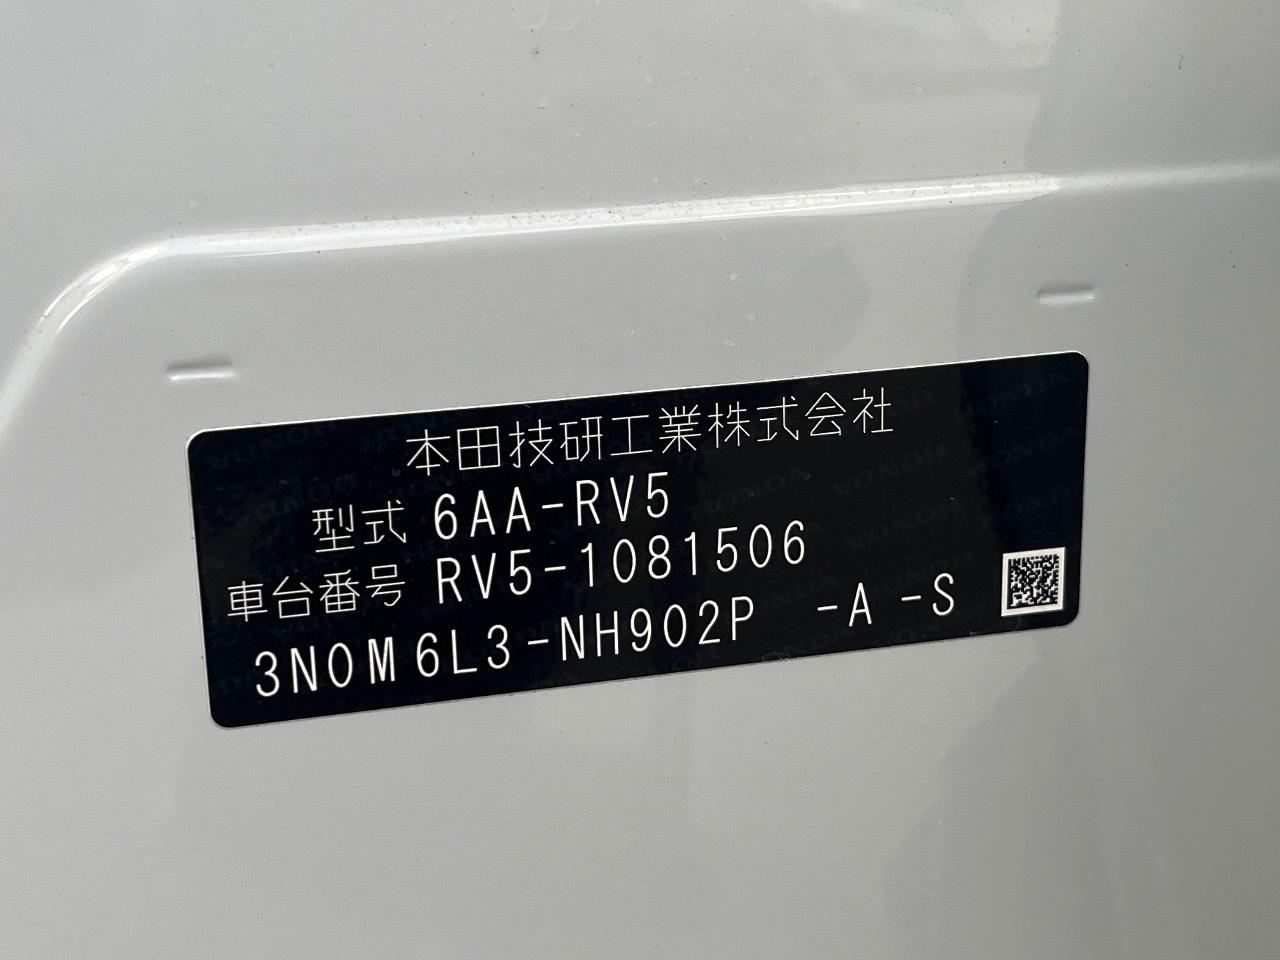 本田技研工業株式会社
型式 6AA-RV5
車台番号 RV5-1081506
3N0M6L3-NH902P -A -S